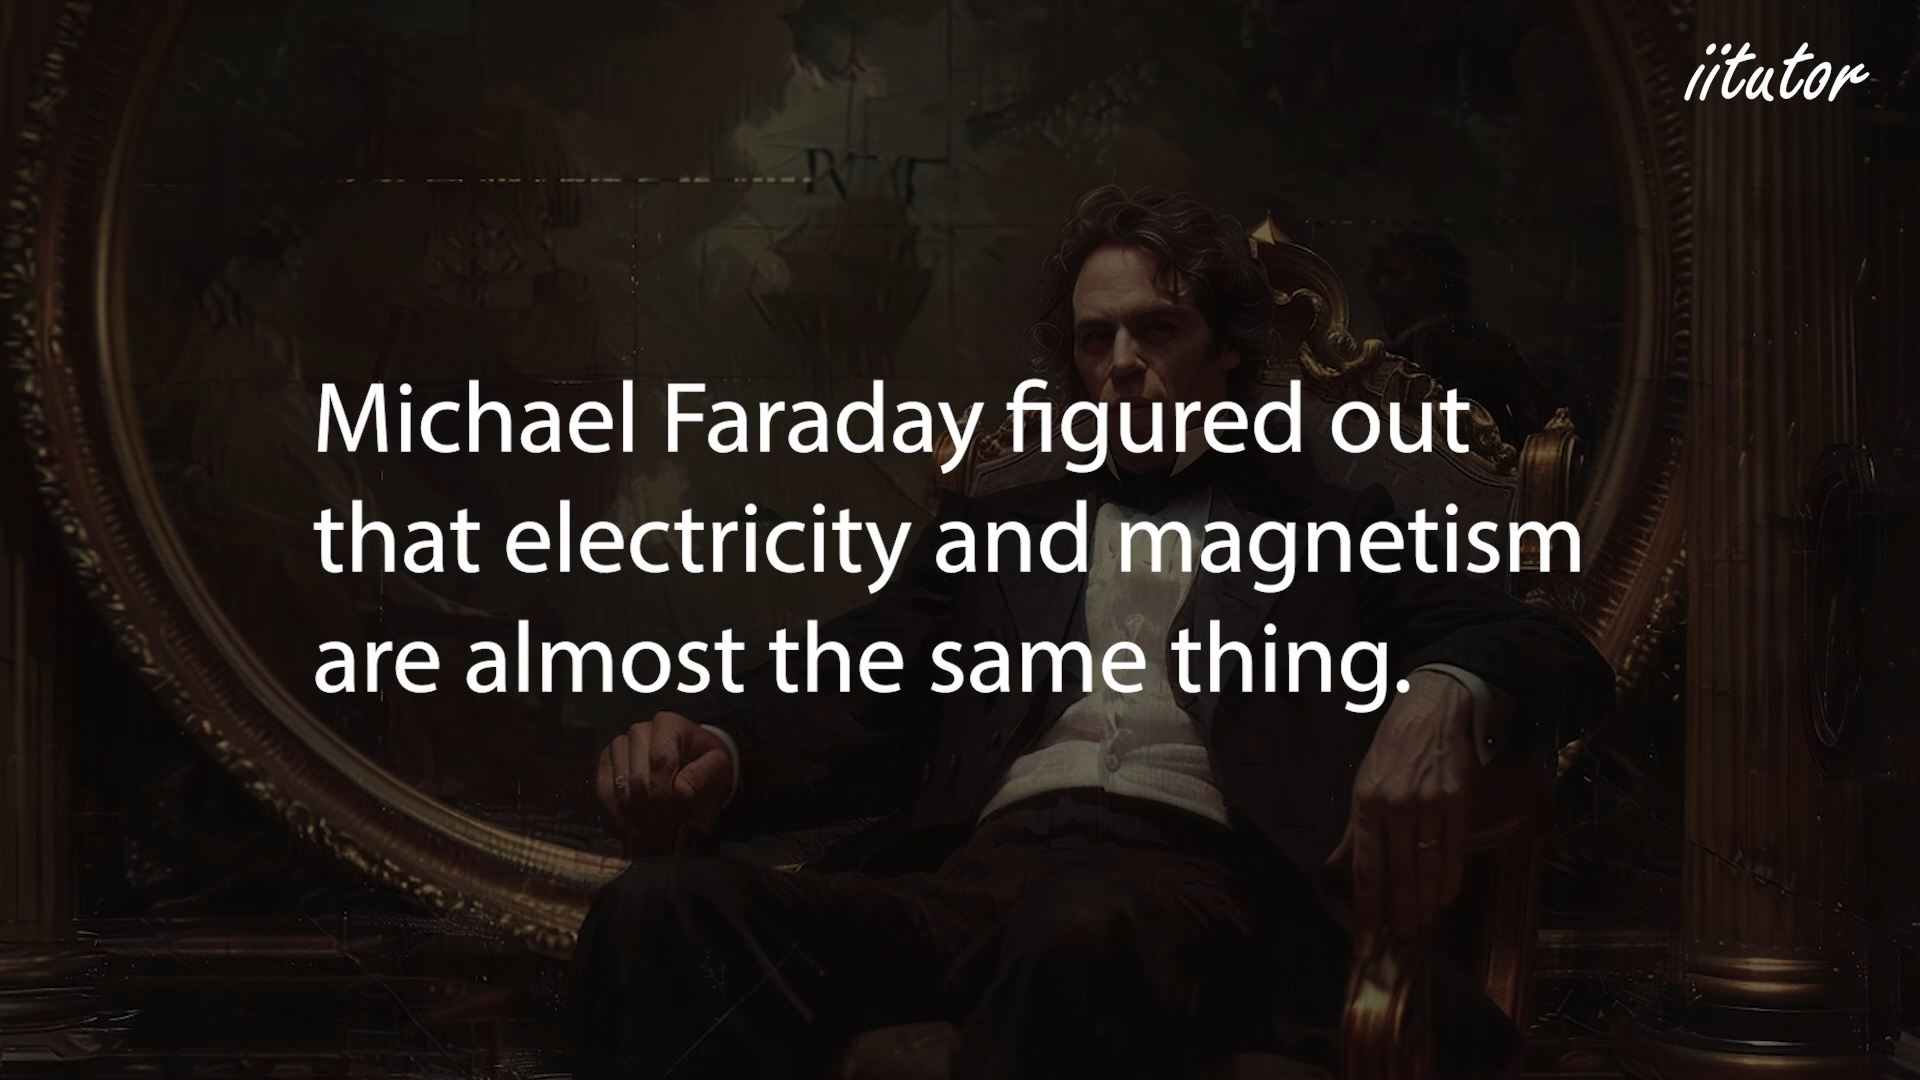 iitutor
Michael Faraday figured out
that electricity and magnetism
are almost the same thing.